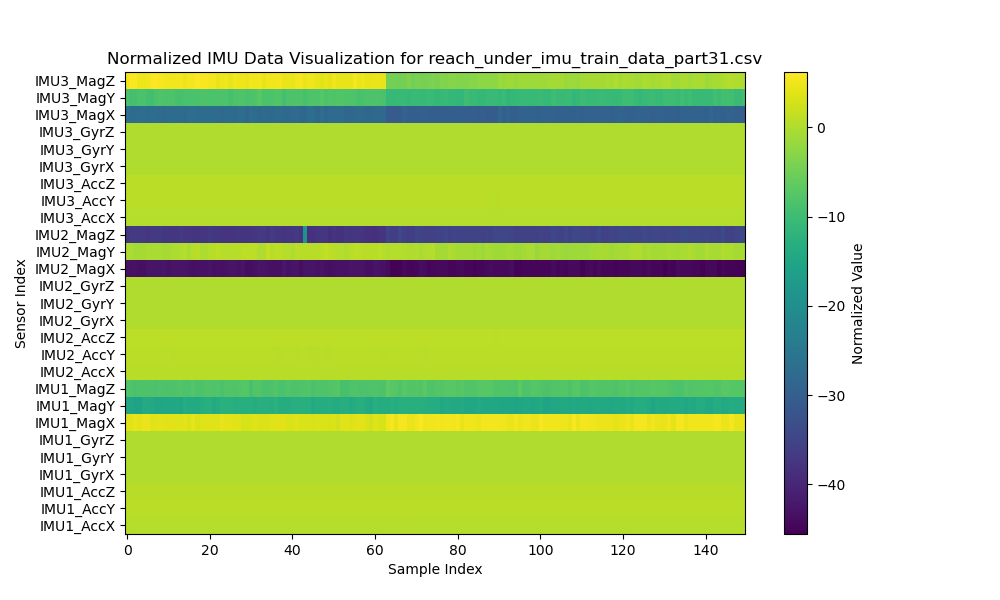 Normalized IMU Data Visualization for reach_under_imu_train_data_part31.csv
IMU3_MagZ
IMU3_MagY
IMU3_MagX
IMU3_GyrZ
IMU3_GyrY
IMU3_GyrX
IMU3_AccZ
IMU3_AccY
IMU3_AccX
IMU2_MagZ
IMU2_MagY
IMU2_MagX
IMU2_GyrZ
IMU2_GyrY
IMU2_GyrX
IMU2_AccZ
IMU2_AccY
IMU2_AccX
IMU1_MagZ
IMU1_MagY
IMU1_MagX
IMU1_GyrZ
IMU1_GyrY
IMU1_GyrX
IMU1_AccZ
IMU1_AccY
IMU1_AccX
Sensor Index
0 20 40 60 80 100 120 140
Sample Index
0
−10
−20
−30
−40
Normalized Value